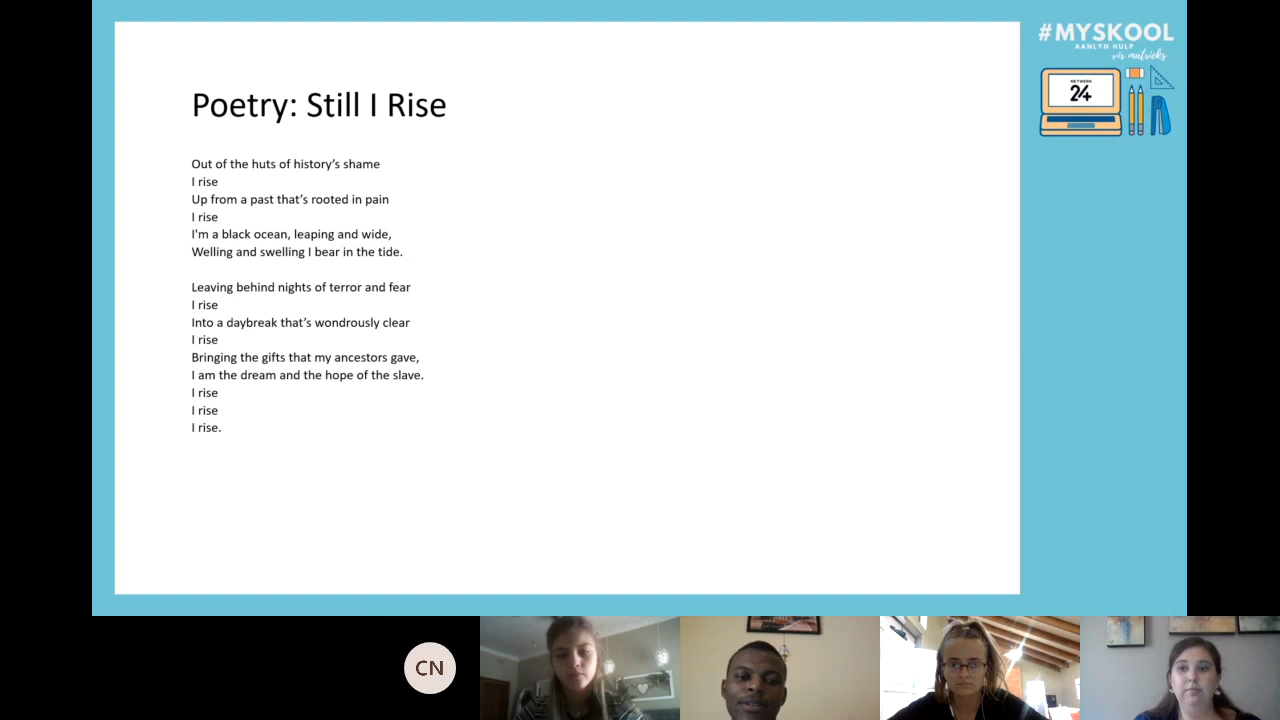 Poetry: Still I Rise
Out of the huts of history’s shame
I rise
Up from a past that’s rooted in pain
I rise
I'm a black ocean, leaping and wide,
Welling and swelling I bear in the tide.
Leaving behind nights of terror and fear
I rise
Into a daybreak that’s wondrously clear
I rise
Bringing the gifts that my ancestors gave,
I am the dream and the hope of the slave.
I rise
I rise
I rise.
#MYSKOOL
AANLYN HULP
vir matrieks
NETWERK
24
CN